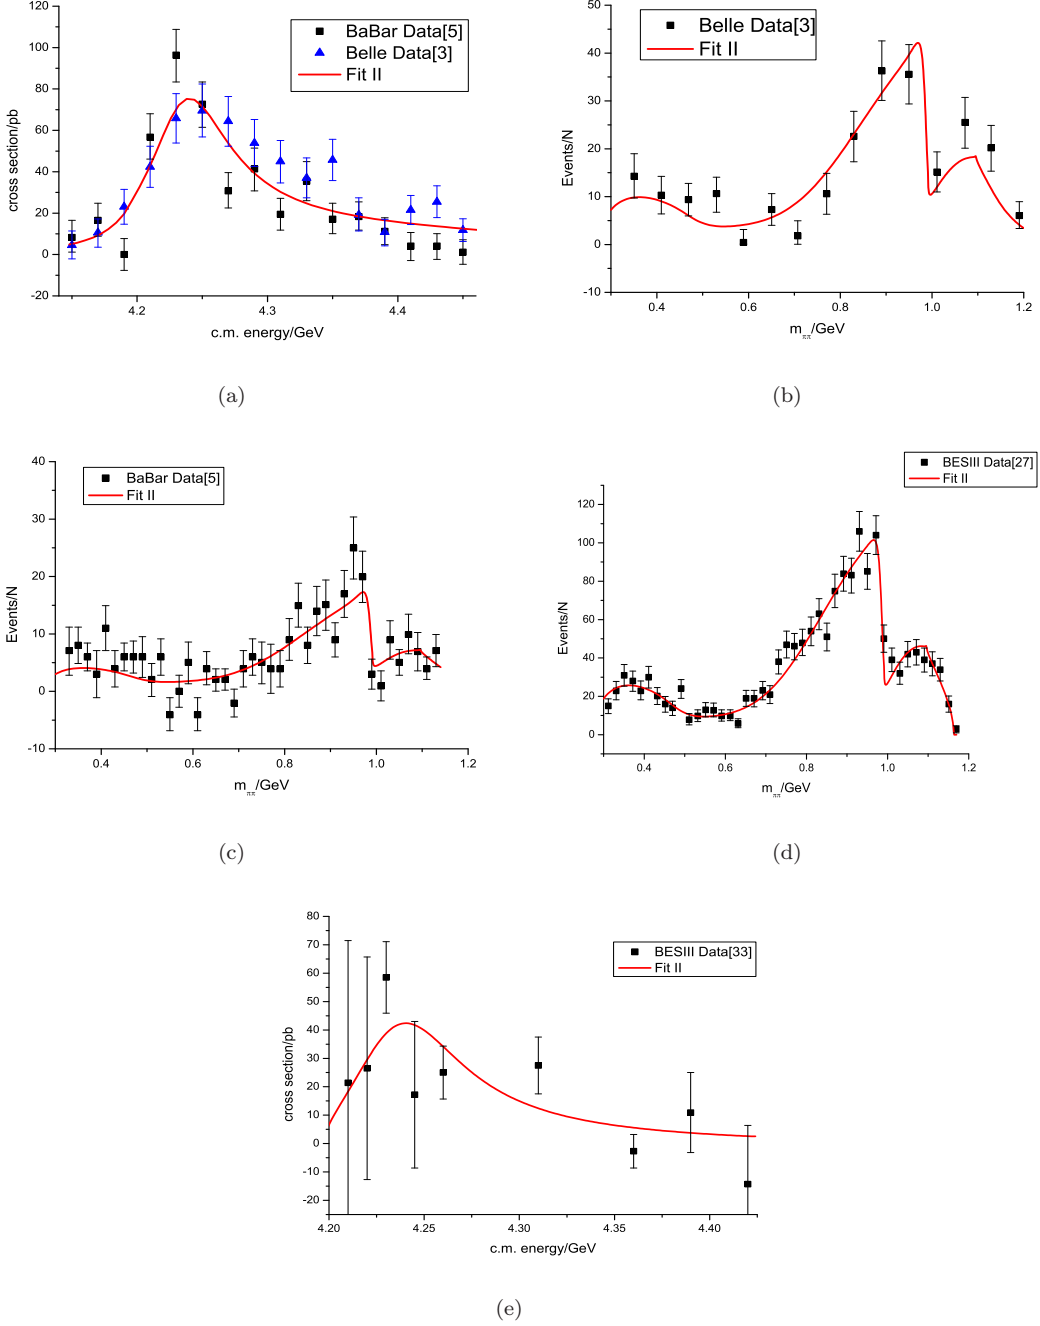 BaBar Data[5]
Belle Data[3]
Fit II
120
100
80
60
40
20
0
-20
cross section/pb
4.2
4.3
4.4
c.m. energy/GeV
(a)
Belle Data[3]
Fit II
50
40
30
20
10
0
-10
Events/N
0.4
0.6
0.8
1.0
1.2
m_ππ/GeV
(b)
BaBar Data[5]
Fit II
40
30
20
10
0
-10
Events/N
0.4
0.6
0.8
1.0
1.2
m_ππ/GeV
(c)
BESIII Data[27]
Fit II
120
100
80
60
40
20
0
Events/N
0.4
0.6
0.8
1.0
1.2
m_ππ/GeV
(d)
BESIII Data[33]
Fit II
80
70
60
50
40
30
20
10
0
-10
-20
cross section/pb
4.20
4.25
4.30
4.35
4.40
c.m. energy/GeV
(e)